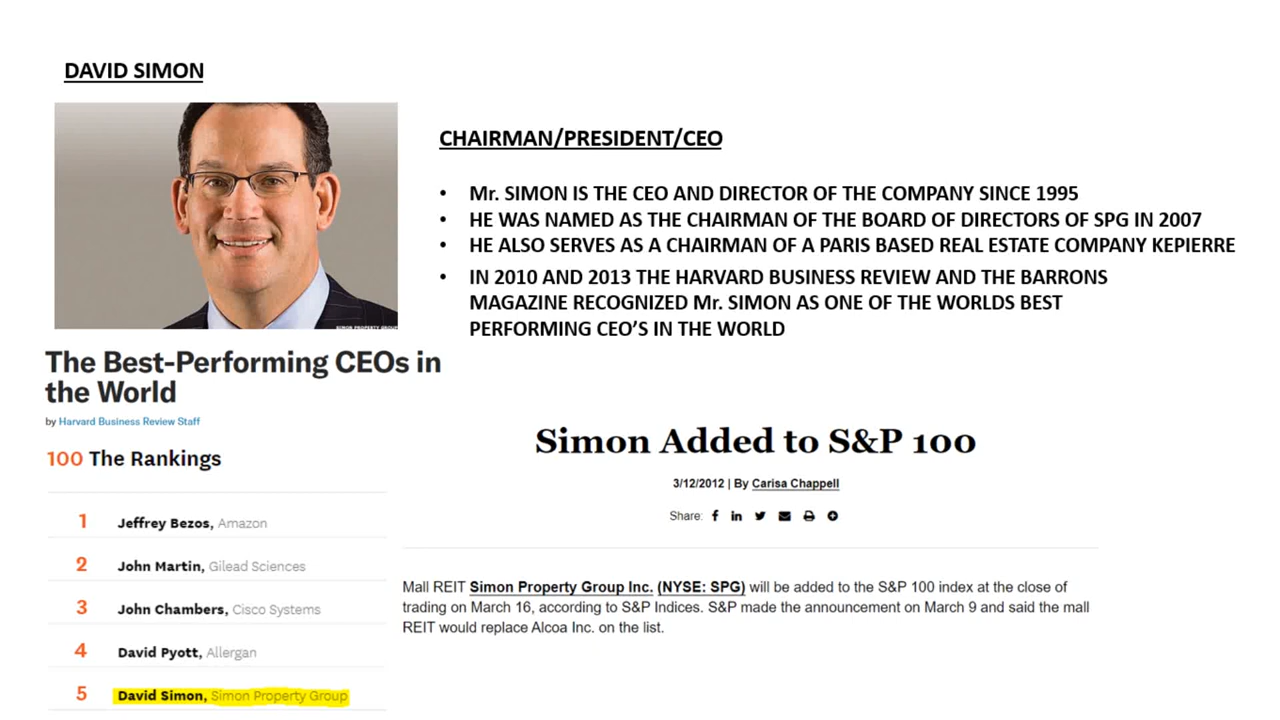 DAVID SIMON
SIMON PROPERTY GROUP
CHAIRMAN/PRESIDENT/CEO
• Mr. SIMON IS THE CEO AND DIRECTOR OF THE COMPANY SINCE 1995
• HE WAS NAMED AS THE CHAIRMAN OF THE BOARD OF DIRECTORS OF SPG IN 2007
• HE ALSO SERVES AS A CHAIRMAN OF A PARIS BASED REAL ESTATE COMPANY KEPIERRE
• IN 2010 AND 2013 THE HARVARD BUSINESS REVIEW AND THE BARRONS
MAGAZINE RECOGNIZED Mr. SIMON AS ONE OF THE WORLDS BEST
PERFORMING CEO'S IN THE WORLD
The Best-Performing CEOs in
the World
by Harvard Business Review Staff
100 The Rankings
1 Jeffrey Bezos, Amazon
2 John Martin, Gilead Sciences
3 John Chambers, Cisco Systems
4 David Pyott, Allergan
5 David Simon, Simon Property Group
Simon Added to S&P 100
3/12/2012 | By Carisa Chappell
Share:
Mall REIT Simon Property Group Inc. (NYSE: SPG) will be added to the S&P 100 index at the close of
trading on March 16, according to S&P Indices. S&P made the announcement on March 9 and said the mall
REIT would replace Alcoa Inc. on the list.